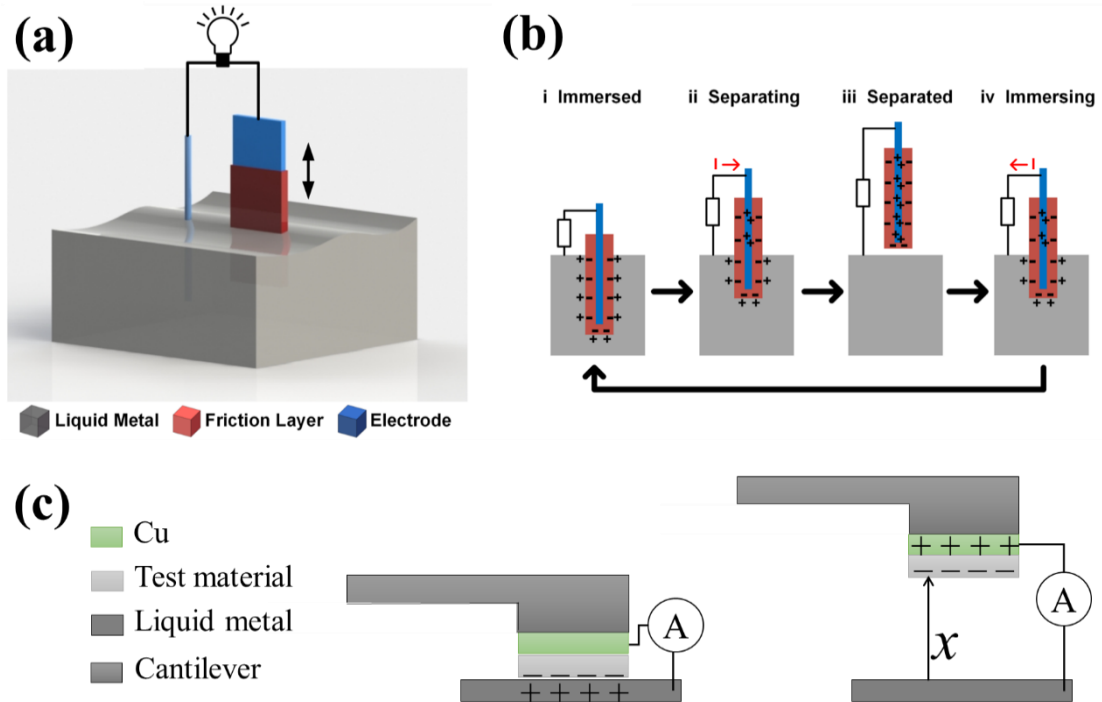 (a)
Liquid Metal Friction Layer Electrode
(b)
i Immersed ii Separating iii Separated iv Immersing
I I
(c)
Cu
Test material
Liquid metal
Cantilever
A
A
x